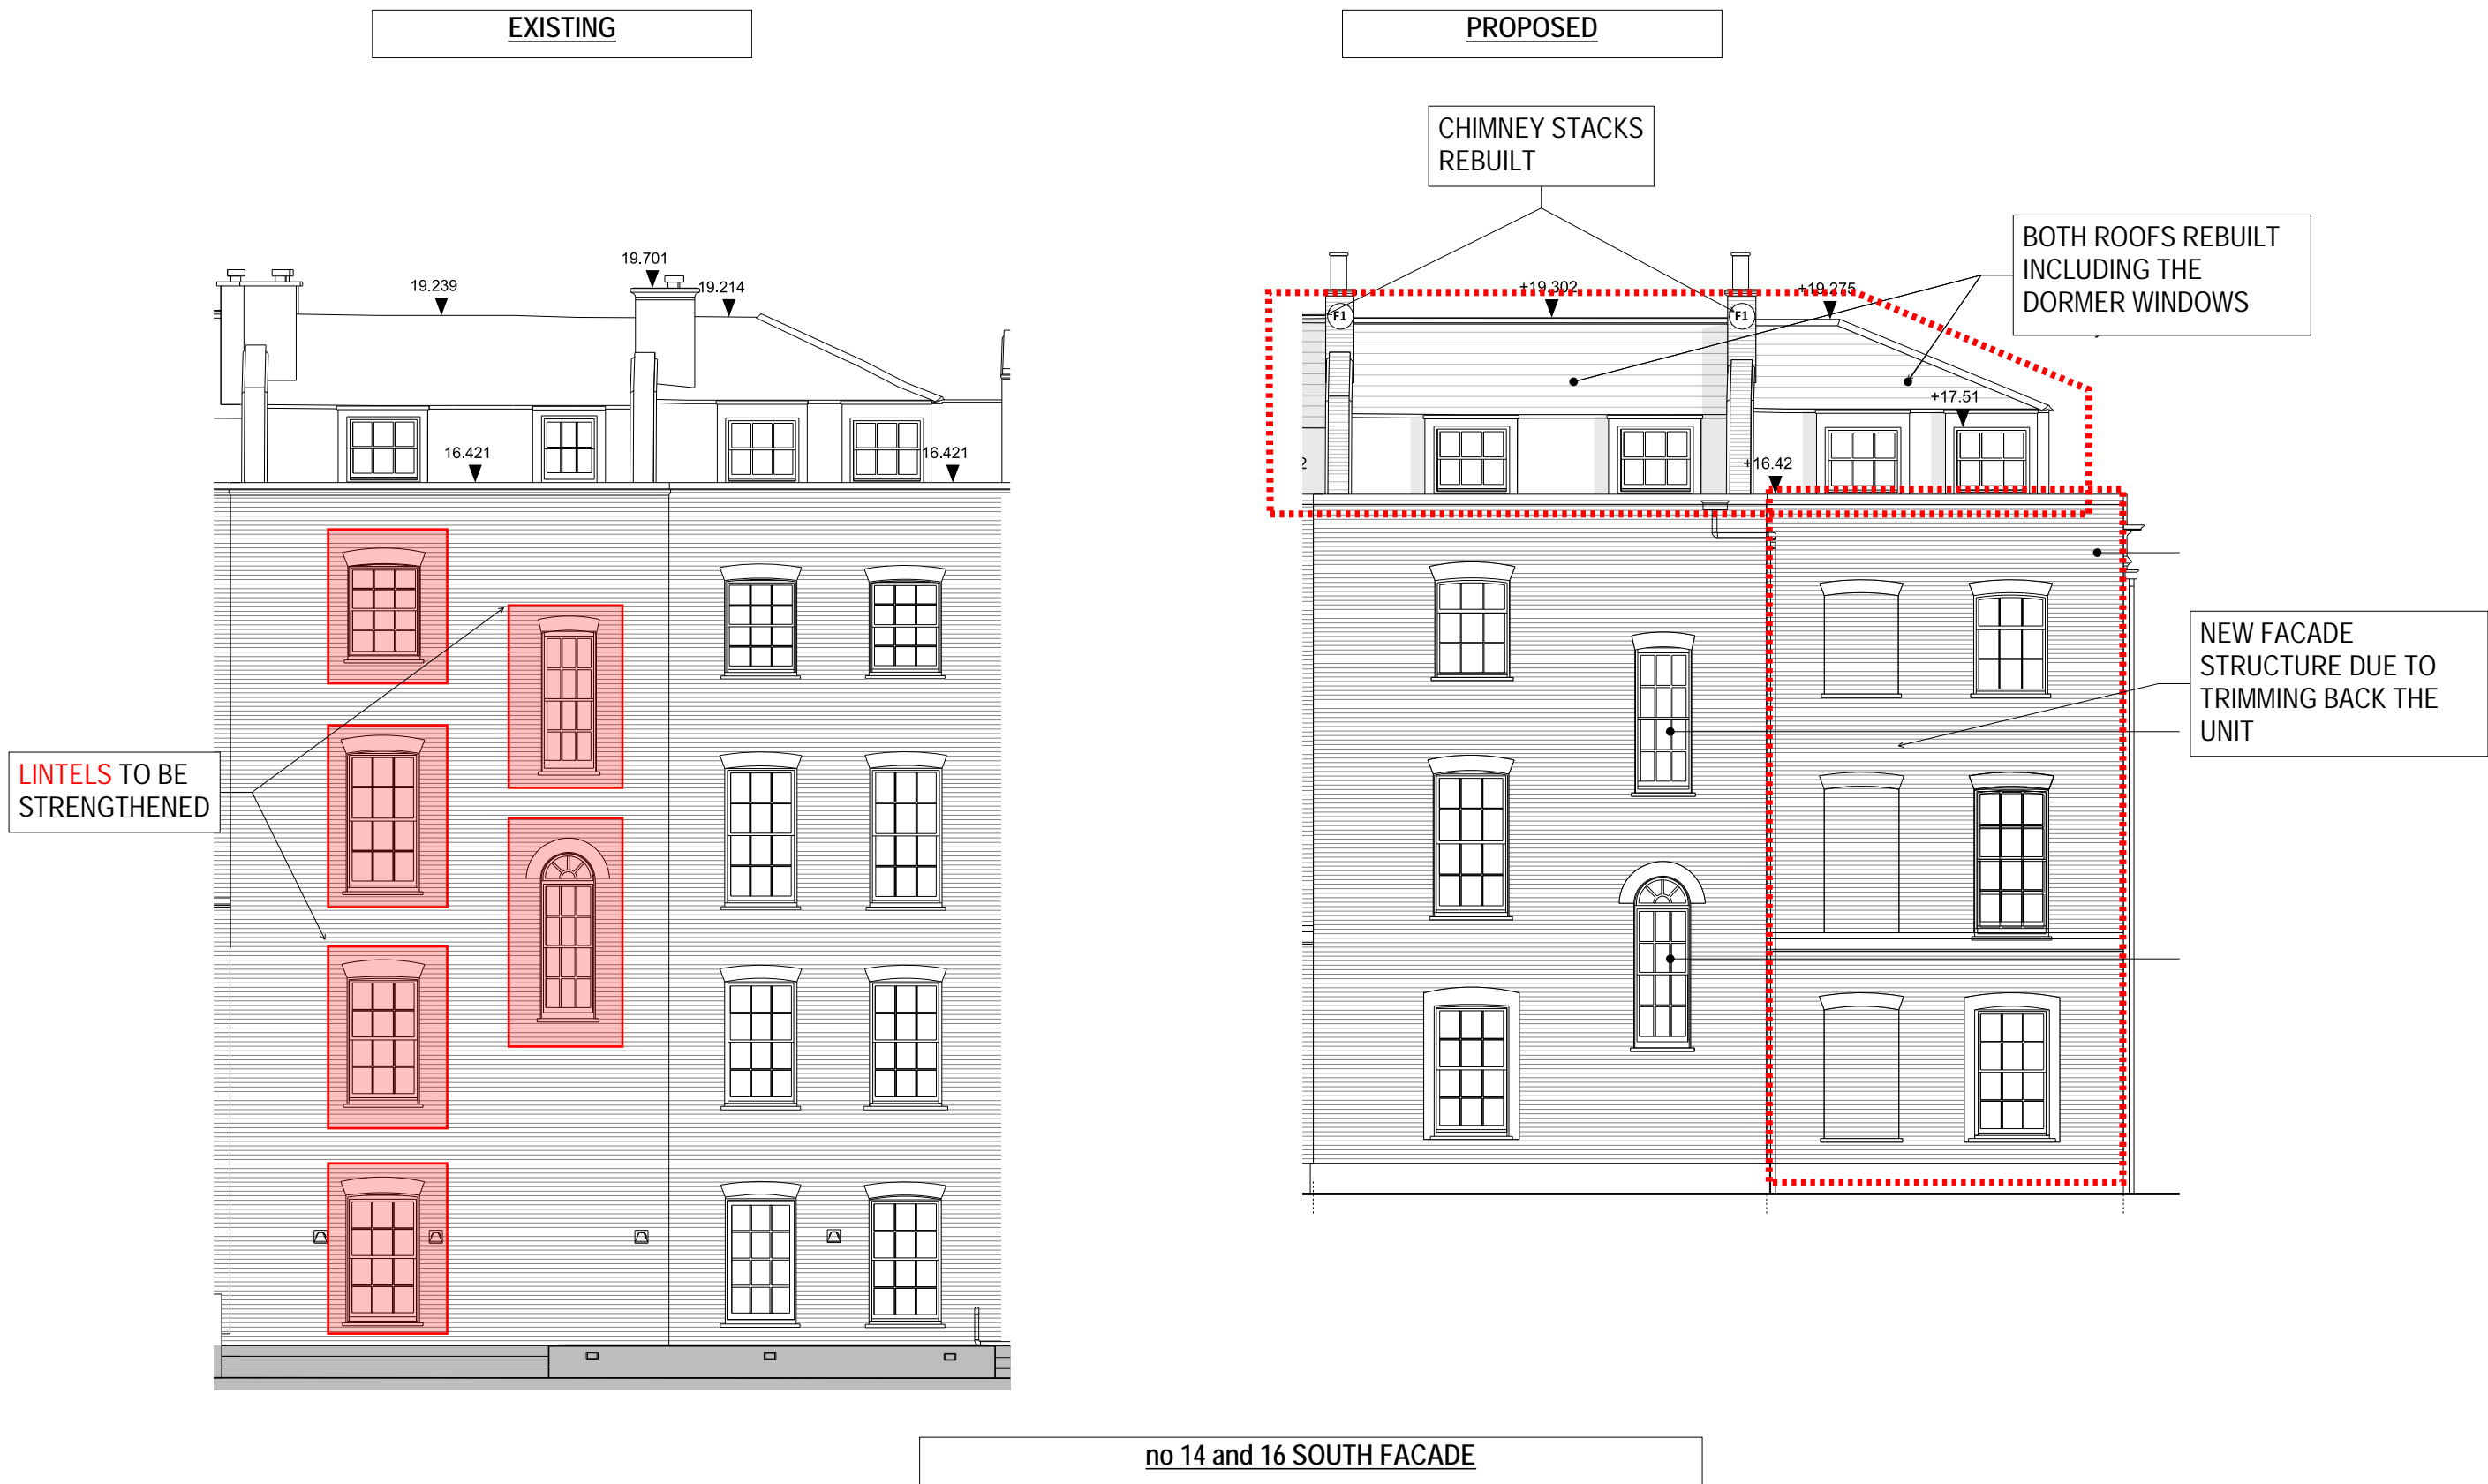 EXISTING
PROPOSED
CHIMNEY STACKS
REBUILT
BOTH ROOFS REBUILT
INCLUDING THE
DORMER WINDOWS
19.701
19.239
19.214
+19.302
+19.275
F1
F1
+17.51
16.421
16.421
2
+16.42
NEW FACADE
STRUCTURE DUE TO
TRIMMING BACK THE
UNIT
LINTELS TO BE
STRENGTHENED
no 14 and 16 SOUTH FACADE